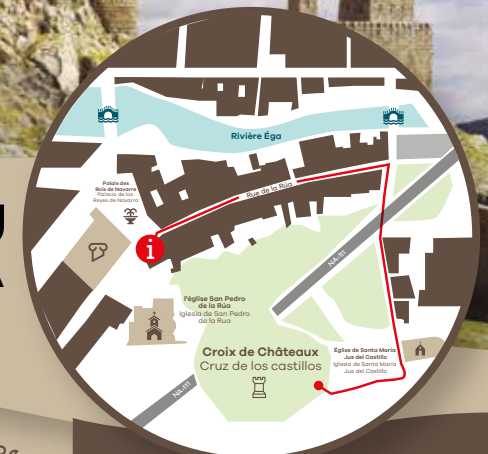 Rivière Éga
Palais des
Rois de Navarre
Palacio de los
Reyes de Navarra
Rue de la Rúa
i
NA-111
l'église San Pedro
de la Rúa
Iglesia de San Pedro
de la Rua
Croix de Châteaux
Cruz de los castillos
Église de Santa María
Jus del Castillo
Iglesia de Santa María
Jus del Castillo
NA-111